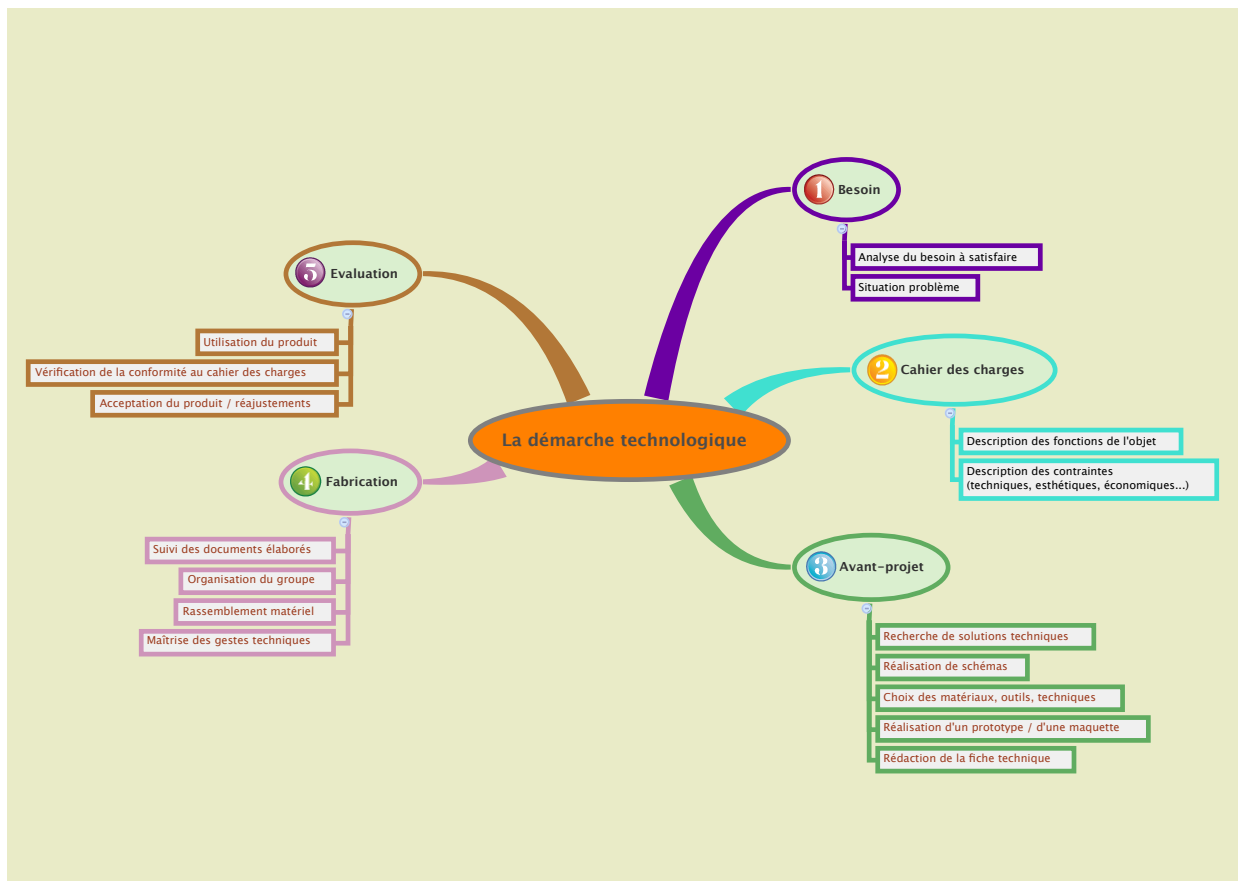 La démarche technologique
1 Besoin
Analyse du besoin à satisfaire
Situation problème
2 Cahier des charges
Description des fonctions de l'objet
Description des contraintes
(techniques, esthétiques, économiques...)
3 Avant-projet
Recherche de solutions techniques
Réalisation de schémas
Choix des matériaux, outils, techniques
Réalisation d'un prototype / d'une maquette
Rédaction de la fiche technique
4 Fabrication
Suivi des documents élaborés
Organisation du groupe
Rassemblement matériel
Maîtrise des gestes techniques
5 Evaluation
Utilisation du produit
Vérification de la conformité au cahier des charges
Acceptation du produit / réajustements